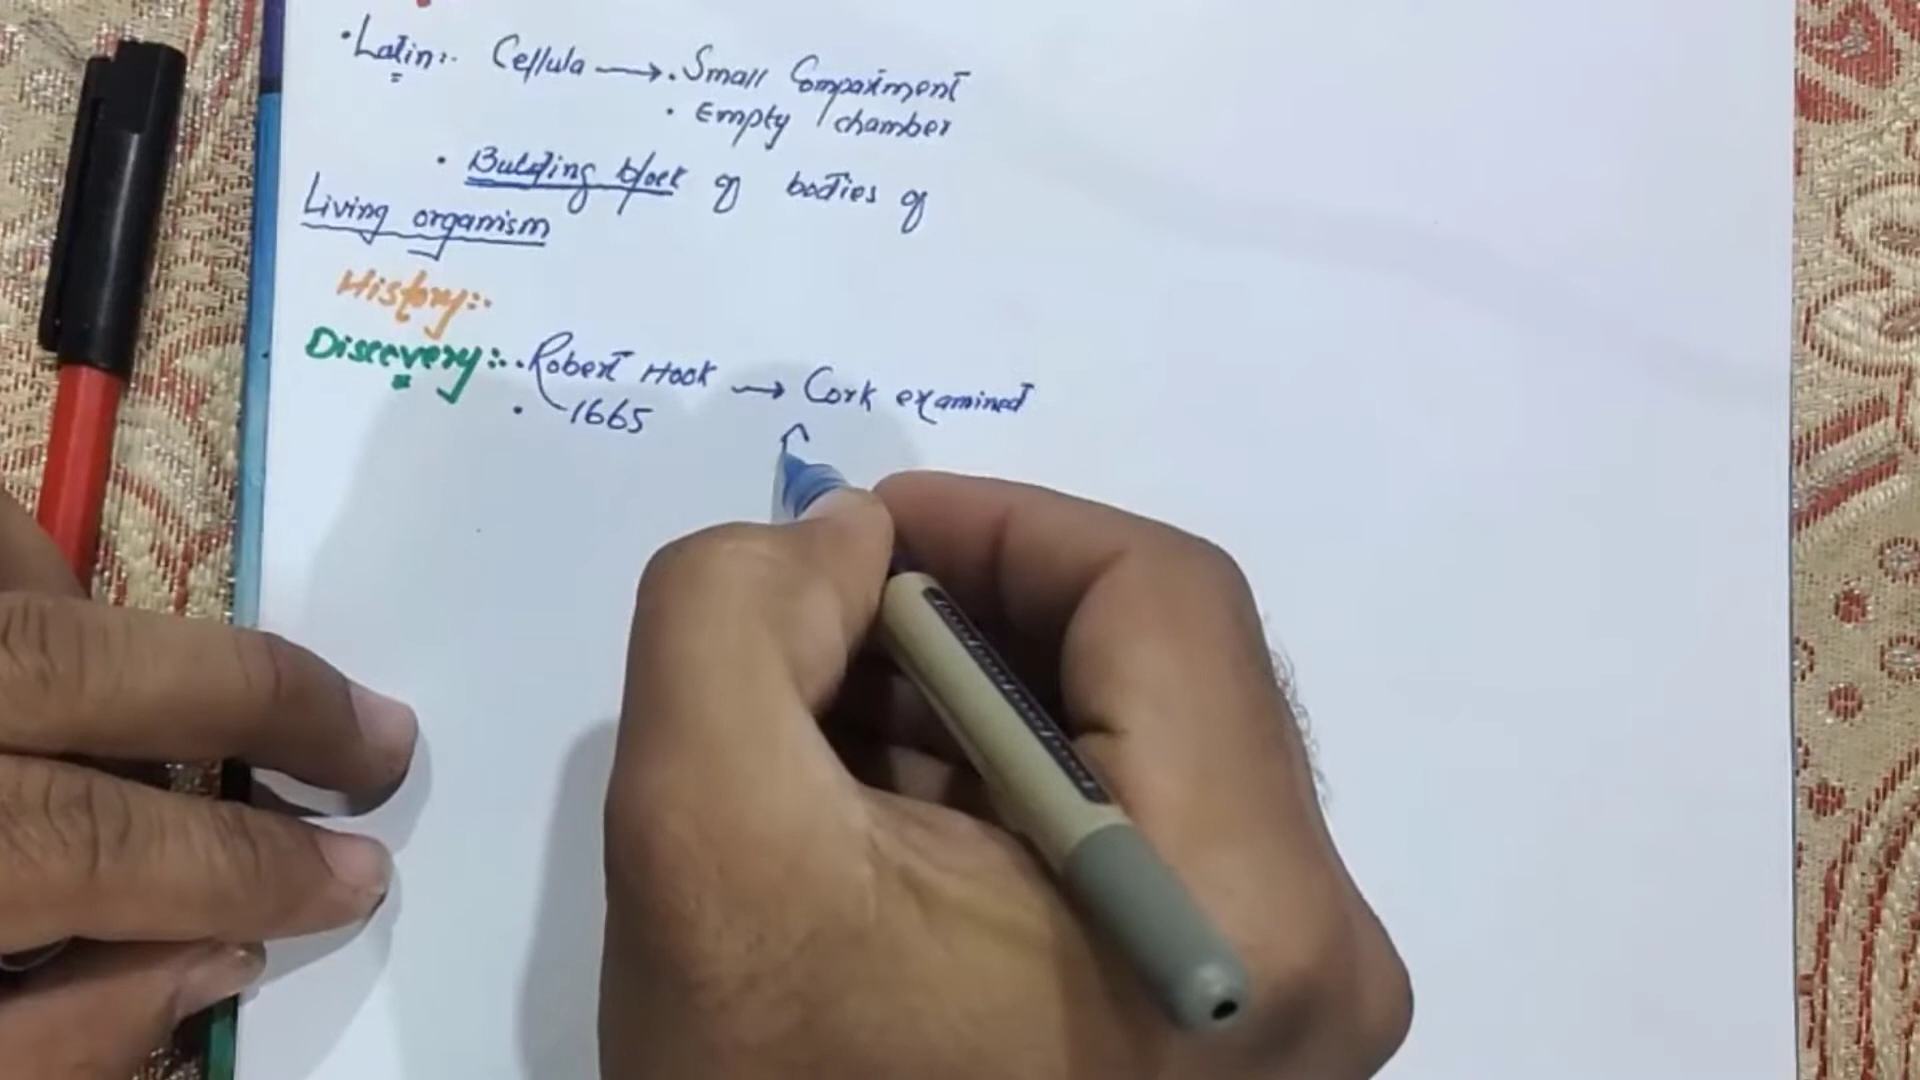 •Latin:- Cellula → • Small Compartment
• Empty chamber
• Building block of bodies of
Living organism
History:-
Discovery:- • Robert Hook → Cork examined
• 1665